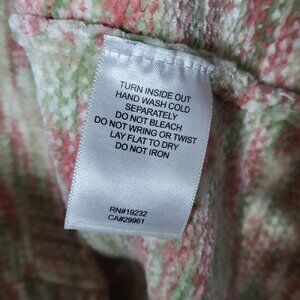 TURN INSIDE OUT
HAND WASH COLD
SEPARATELY
DO NOT BLEACH
DO NOT WRING OR TWIST
LAY FLAT TO DRY
DO NOT IRON
RN#19232
CA#29961